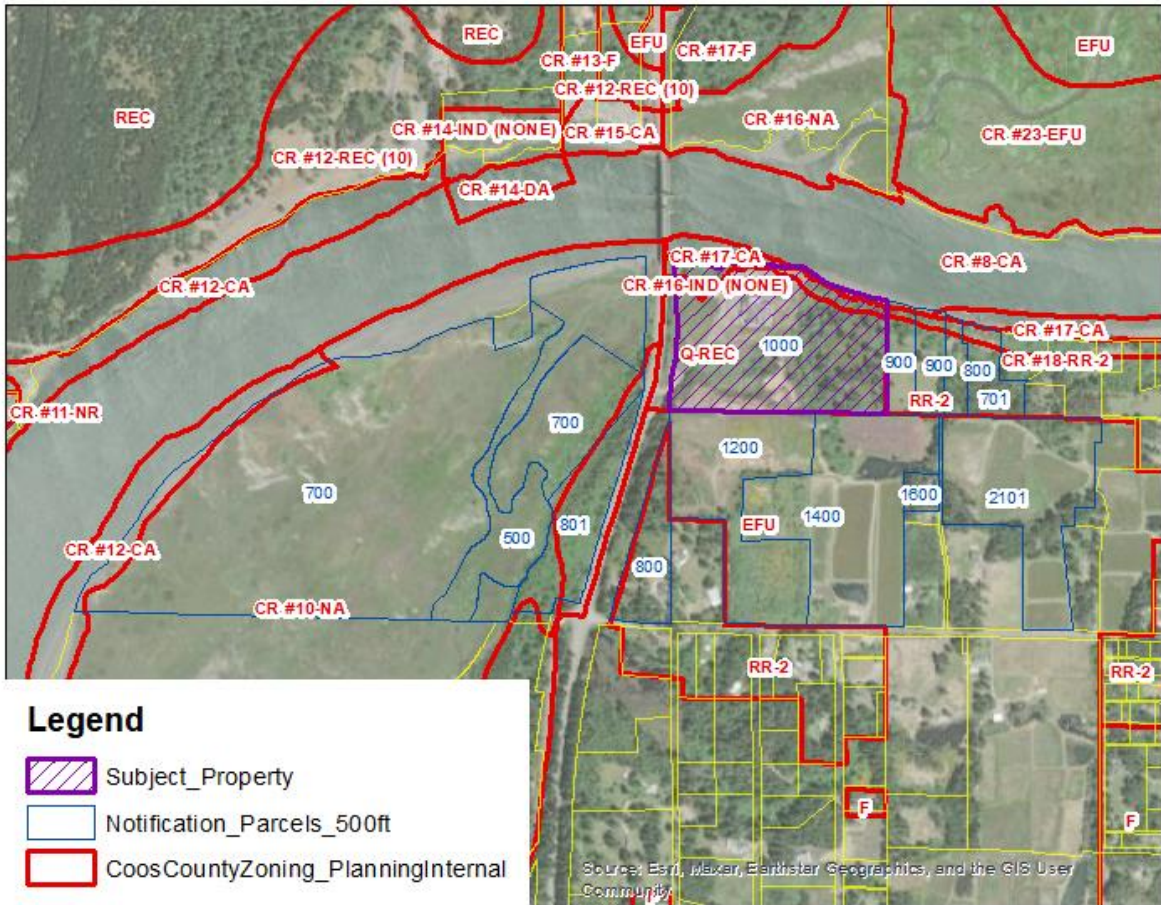 REC
EFU
CR #13-F
CR #17-F
EFU
REC
CR #12-REC (10)
CR #14-IND (NONE)
CR #15-CA
CR #16-NA
CR #23-EFU
CR #12-REC (10)
CR #14-DA
CR #17-CA
CR #8-CA
CR #12-CA
CR #16-IND (NONE)
CR #17-CA
Q-REC
1000
900
900
800
CR #18-RR-2
CR #11-NR
RR-2
701
700
1200
700
1600
2101
500
801
1400
EFU
CR #12-CA
800
CR #10-NA
RR-2
RR-2
F
F
Legend
Subject_Property
Notification_Parcels_500ft
CoosCountyZoning_PlanningInternal
Source: Esri, Maxar, Earthstar Geographics, and the GIS User
Community